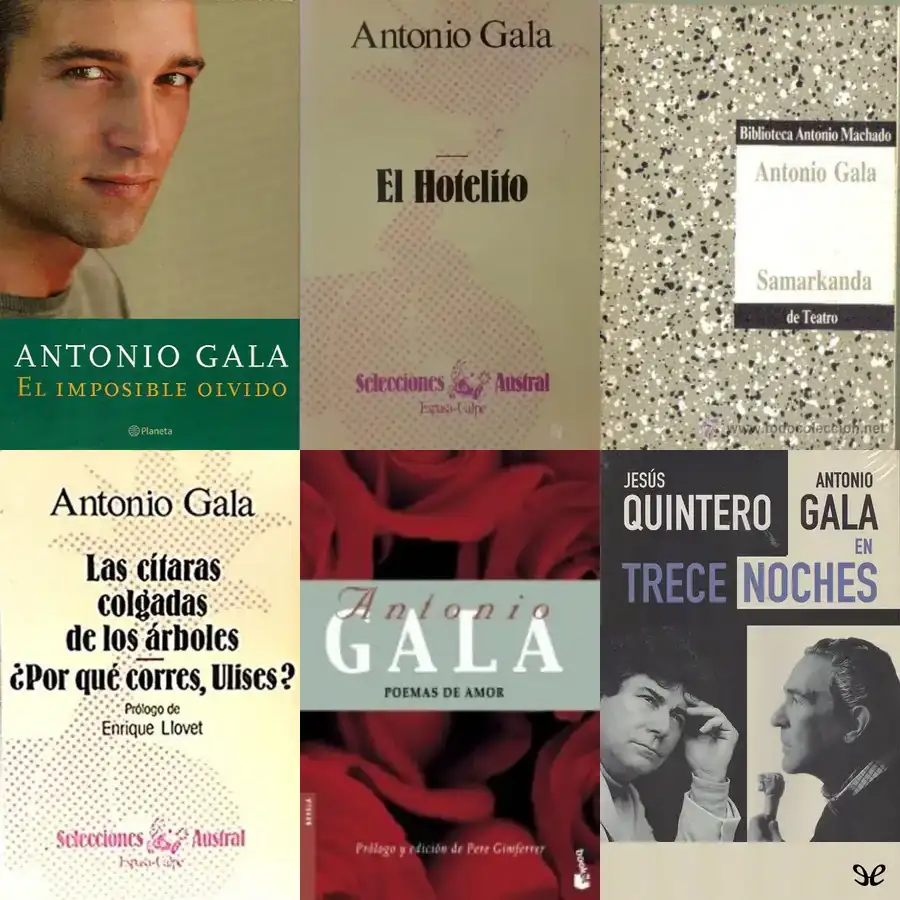 ANTONIO GALA
EL IMPOSIBLE OLVIDO
Planeta
Antonio Gala
El Hotelito
Selecciones Austral
Espasa-Calpe
Biblioteca Antonio Machado
Antonio Gala
Samarkanda
de Teatro
www.todocoleccion.net
Antonio Gala
Las cítaras
colgadas
de los árboles
¿Por qué corres, Ulises?
Prólogo de
Enrique Llovet
Selecciones Austral
Espasa-Calpe
Antonio
GALA
POEMAS DE AMOR
Prólogo y edición de Pere Gimferrer
booket
JESÚS
QUINTERO
ANTONIO
GALA
EN
TRECE NOCHES